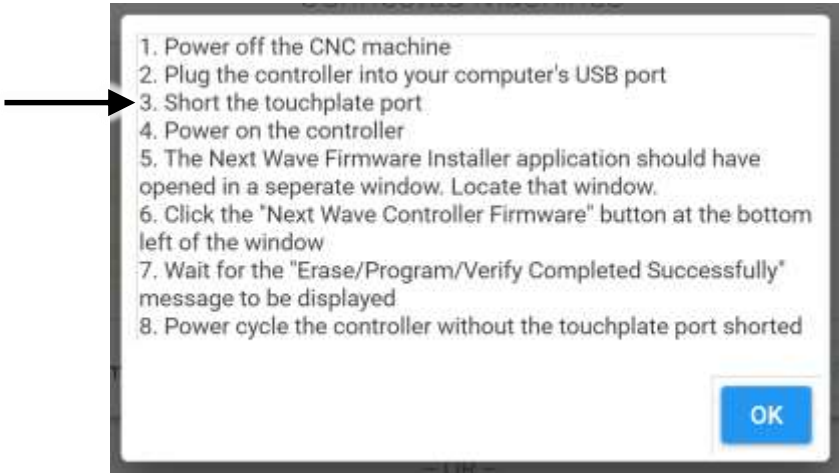 1. Power off the CNC machine
2. Plug the controller into your computer's USB port
3. Short the touchplate port
4. Power on the controller
5. The Next Wave Firmware Installer application should have
opened in a seperate window. Locate that window.
6. Click the "Next Wave Controller Firmware" button at the bottom
left of the window
7. Wait for the "Erase/Program/Verify Completed Successfully"
message to be displayed
8. Power cycle the controller without the touchplate port shorted
OK